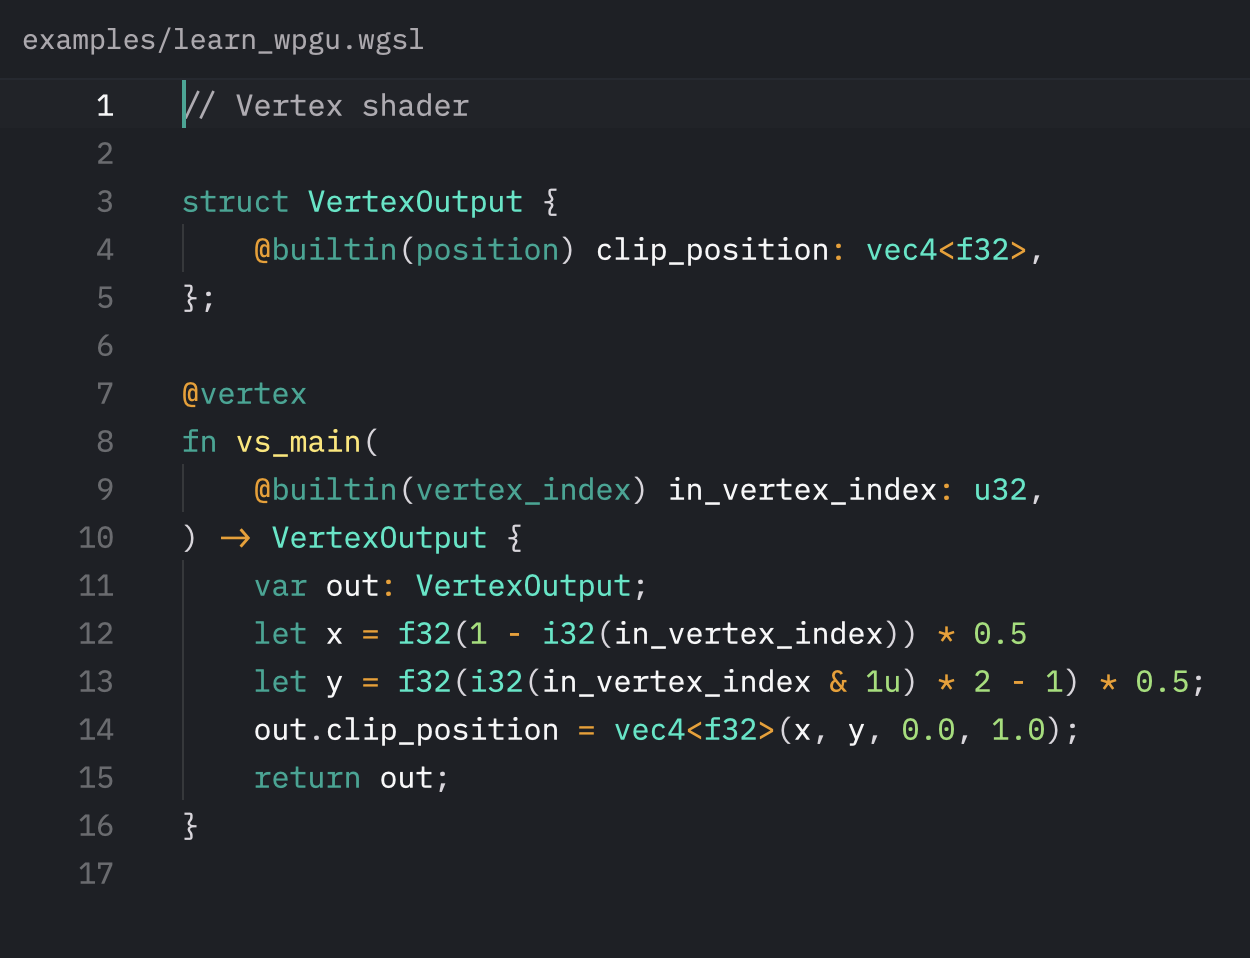 examples/learn_wpgu.wgsl
1 // Vertex shader
2
3 struct VertexOutput {
4     @builtin(position) clip_position: vec4<f32>,
5 };
6
7 @vertex
8 fn vs_main(
9     @builtin(vertex_index) in_vertex_index: u32,
10 ) -> VertexOutput {
11     var out: VertexOutput;
12     let x = f32(1 - i32(in_vertex_index)) * 0.5
13     let y = f32(i32(in_vertex_index & 1u) * 2 - 1) * 0.5;
14     out.clip_position = vec4<f32>(x, y, 0.0, 1.0);
15     return out;
16 }
17